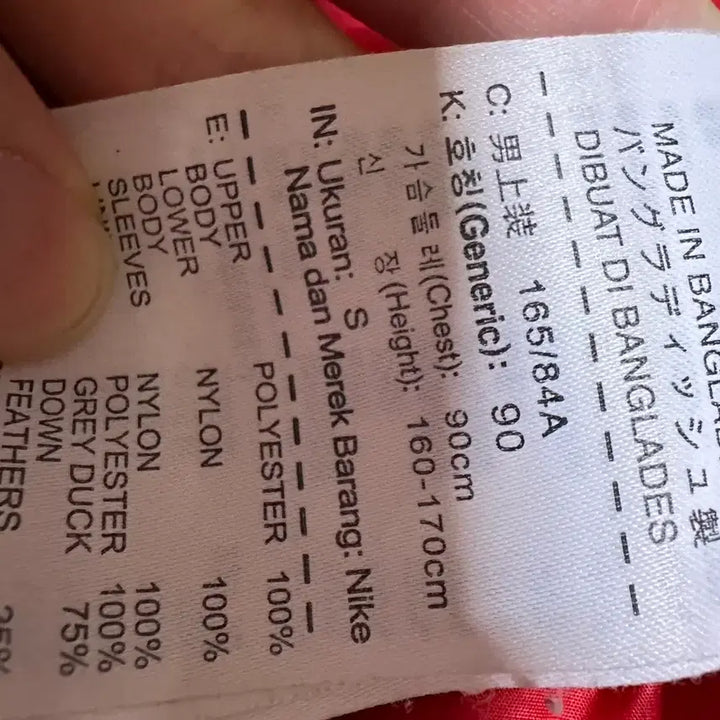 MADE IN BANGLADE
バングラディッシュ製
DIBUAT DI BANGLADES
C: 男上装 165/84A
K: 호칭(Generic): 90
가슴둘레(Chest): 90cm
신 장(Height): 160-170cm
IN: Ukuran: S
Nama dan Merek Barang: Nike
E: UPPER POLYESTER 100%
BODY
LOWER NYLON 100%
BODY
SLEEVES NYLON 100%
POLYESTER 100%
GREY DUCK 75%
DOWN
FEATHERS 25%